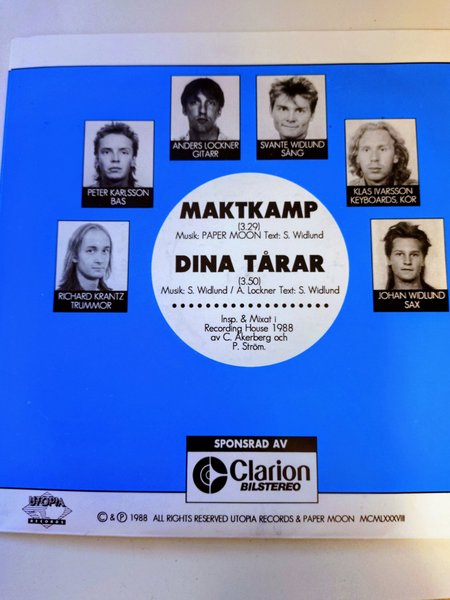 ANDERS LOCKNER
GITARR
SVANTE WIDLUND
SÅNG
PETER KARLSSON
BAS
KLAS IVARSSON
KEYBOARDS, KÖR
RICHARD KRANTZ
TRUMMOR
JOHAN WIDLUND
SAX
MAKTKAMP
(3.29)
Musik: PAPER MOON Text: S. Widlund
DINA TÅRAR
(3.50)
Musik: S. Widlund / A. Lockner Text: S. Widlund
Insp. & Mixat i
Recording House 1988
av C. Åkerberg och
P. Ström.
SPONSRAD AV
Clarion
BILSTEREO
UTOPIA
RECORDS
© & ℗ 1988 ALL RIGHTS RESERVED UTOPIA RECORDS & PAPER MOON MCMLXXXVIII